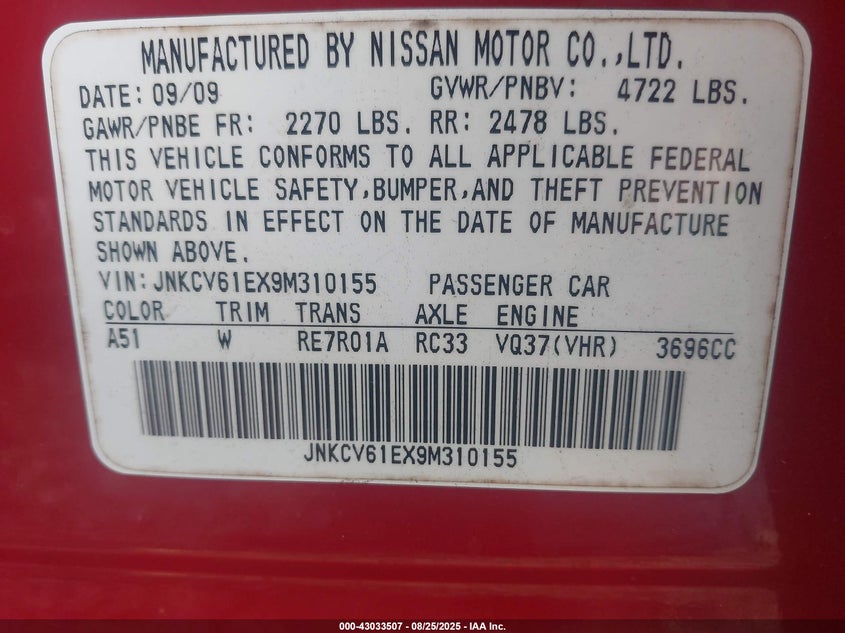 MANUFACTURED BY NISSAN MOTOR CO.,LTD.
DATE: 09/09 GVWR/PNBV: 4722 LBS.
GAWR/PNBE FR: 2270 LBS. RR: 2478 LBS.
THIS VEHICLE CONFORMS TO ALL APPLICABLE FEDERAL
MOTOR VEHICLE SAFETY,BUMPER,AND THEFT PREVENTION
STANDARDS IN EFFECT ON THE DATE OF MANUFACTURE
SHOWN ABOVE.
VIN:JNKCV61EX9M310155 PASSENGER CAR
COLOR TRIM TRANS AXLE ENGINE
A51 W RE7R01A RC33 VQ37(VHR) 3696CC
JNKCV61EX9M310155
000-43033507 - 08/25/2025 - IAA Inc.